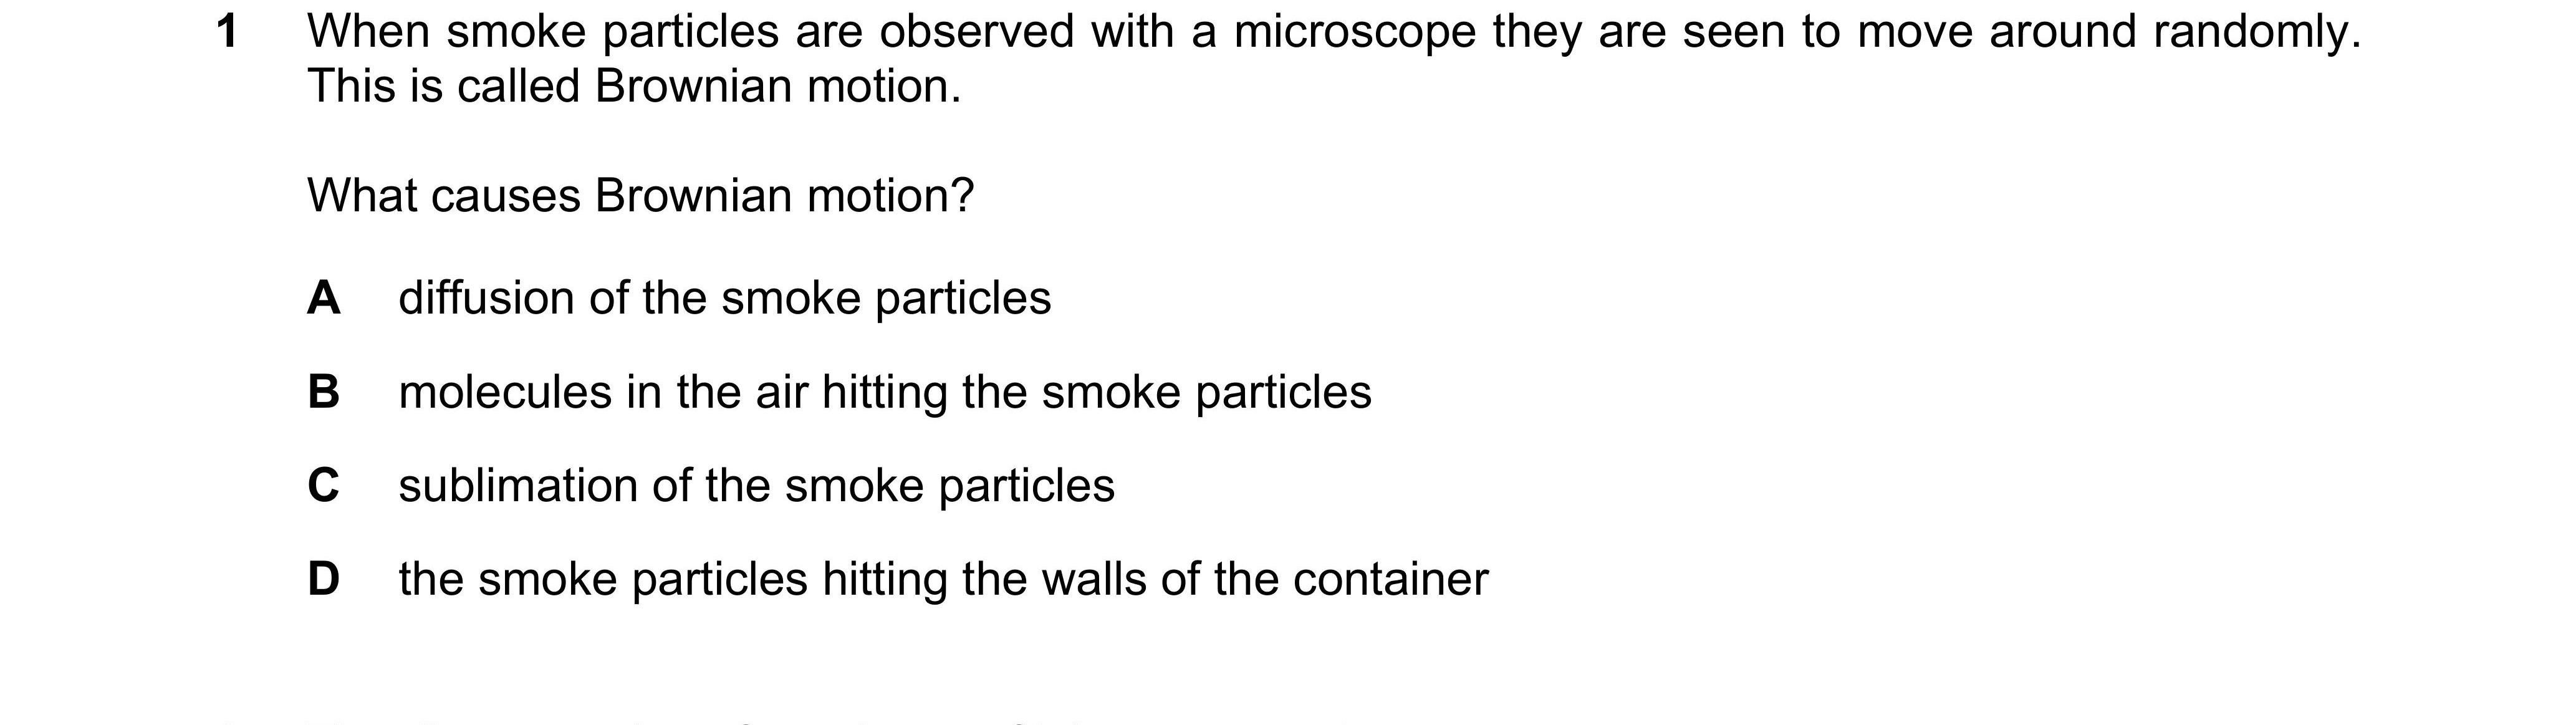 1 When smoke particles are observed with a microscope they are seen to move around randomly.
This is called Brownian motion.
What causes Brownian motion?
A diffusion of the smoke particles
B molecules in the air hitting the smoke particles
C sublimation of the smoke particles
D the smoke particles hitting the walls of the container